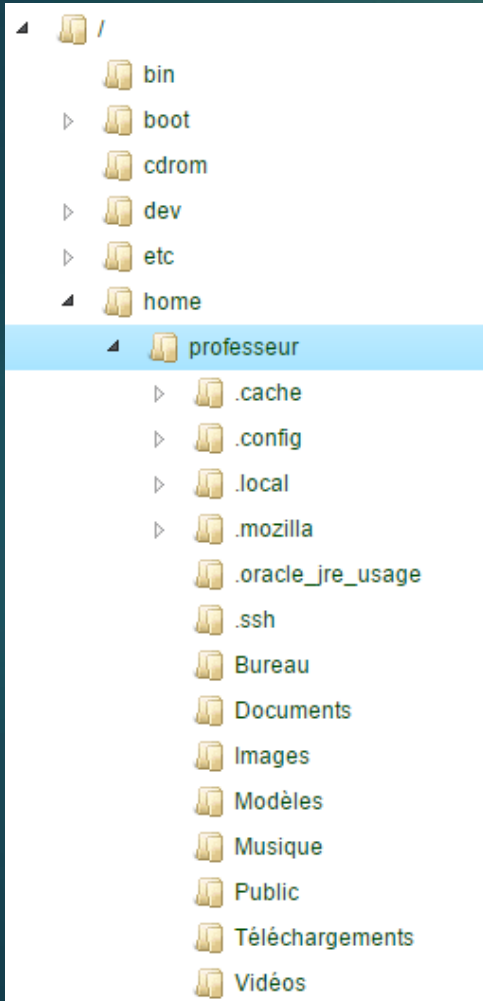 /
bin
boot
cdrom
dev
etc
home
professeur
.cache
.config
.local
.mozilla
.oracle_jre_usage
.ssh
Bureau
Documents
Images
Modèles
Musique
Public
Téléchargements
Vidéos